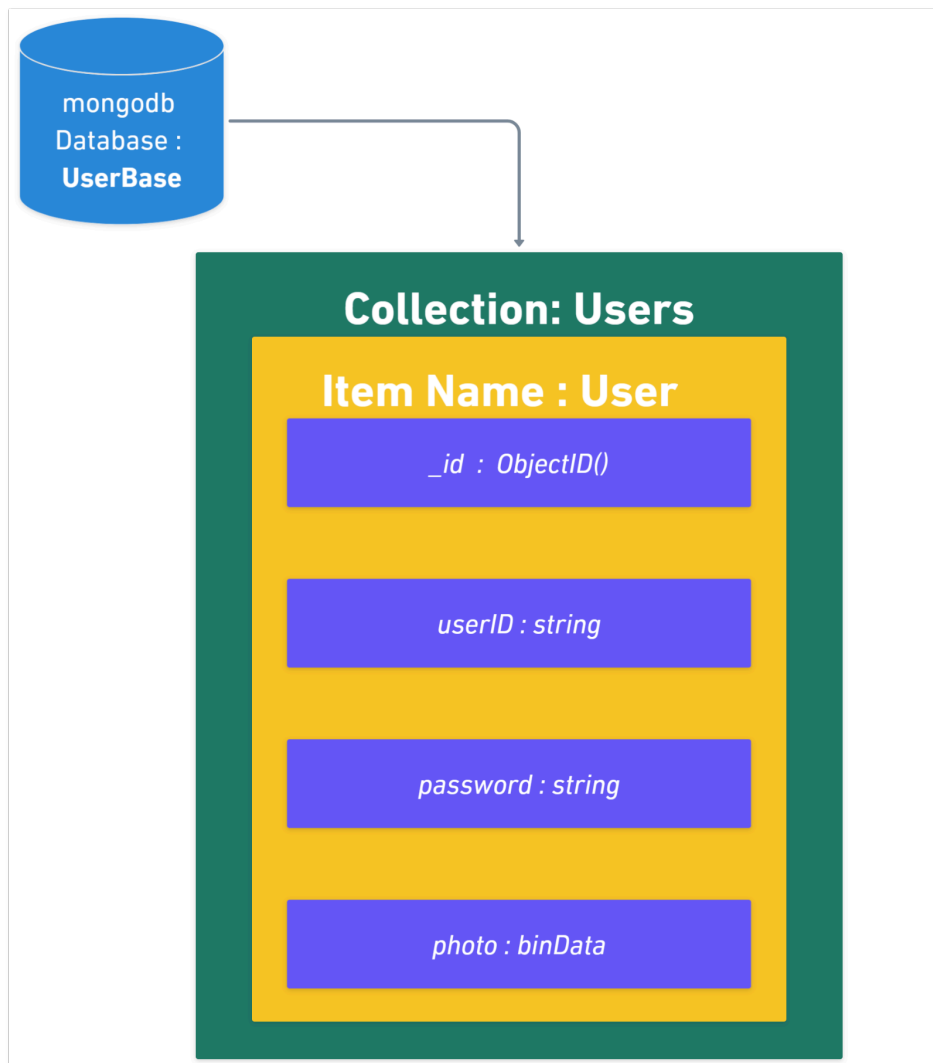 mongodb
Database :
UserBase
Collection: Users
Item Name : User
_id : ObjectID()
userID : string
password : string
photo : binData